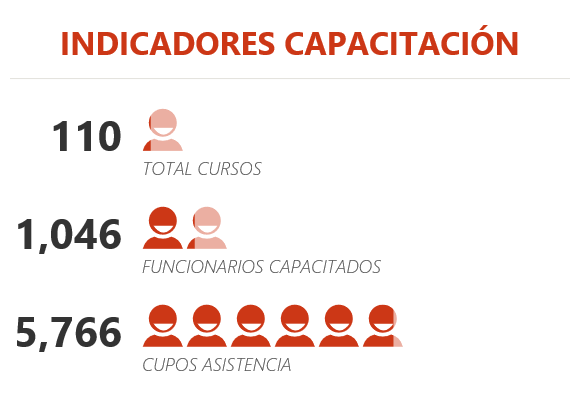 INDICADORES CAPACITACIÓN
110
TOTAL CURSOS
1,046
FUNCIONARIOS CAPACITADOS
5,766
CUPOS ASISTENCIA